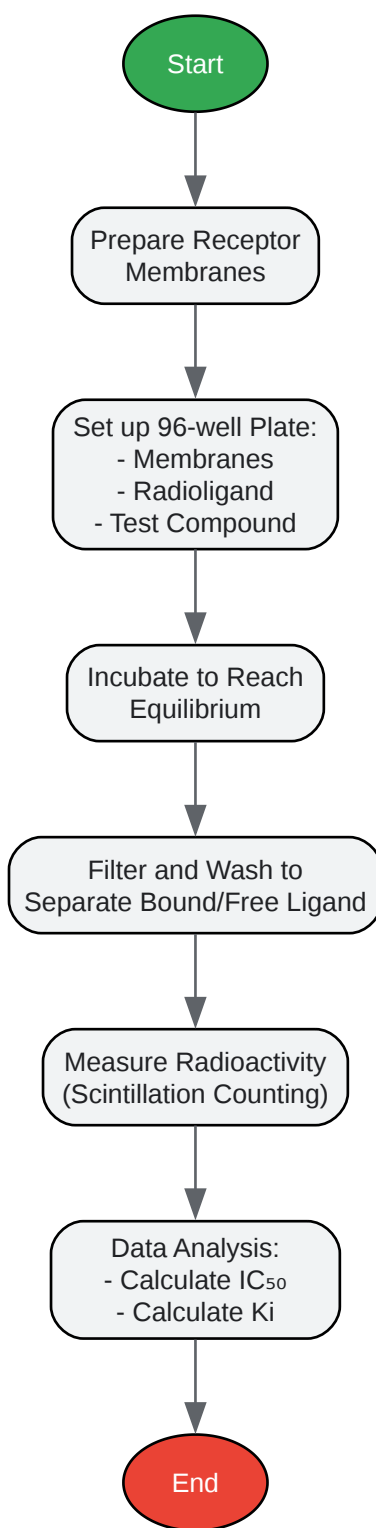 Start
Prepare Receptor
Membranes
Set up 96-well Plate:
- Membranes
- Radioligand
- Test Compound
Incubate to Reach
Equilibrium
Filter and Wash to
Separate Bound/Free Ligand
Measure Radioactivity
(Scintillation Counting)
Data Analysis:
- Calculate IC₅₀
- Calculate Ki
End